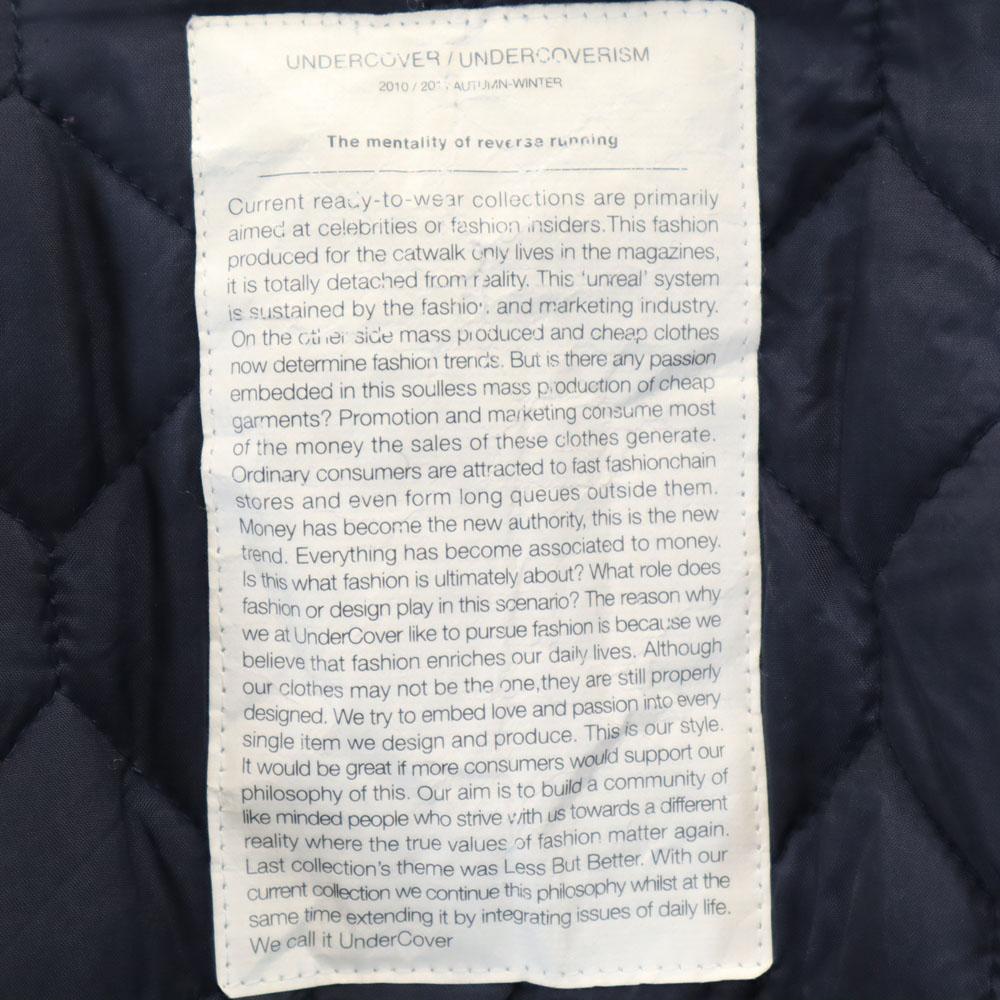 UNDERCOVER / UNDERCOVERISM
2010 / 201 AUTUMN-WINTER
The mentality of reverse running
Current ready-to-wear collections are primarily
aimed at celebrities or fashion insiders.This fashion
produced for the catwalk only lives in the magazines,
it is totally detached from reality. This ‘unreal’ system
is sustained by the fashion and marketing industry.
On the other side mass produced and cheap clothes
now determine fashion trends. But is there any passion
embedded in this soulless mass production of cheap
garments? Promotion and marketing consume most
of the money the sales of these clothes generate.
Ordinary consumers are attracted to fast fashionchain
stores and even form long queues outside them.
Money has become the new authority, this is the new
trend. Everything has become associated to money.
Is this what fashion is ultimately about? What role does
fashion or design play in this scenario? The reason why
we at UnderCover like to pursue fashion is because we
believe that fashion enriches our daily lives. Although
our clothes may not be the one,they are still properly
designed. We try to embed love and passion into every
single item we design and produce. This is our style.
It would be great if more consumers would support our
philosophy of this. Our aim is to build a community of
like minded people who strive with us towards a different
reality where the true values of fashion matter again.
Last collection’s theme was Less But Better. With our
current collection we continue this philosophy whilst at the
same time extending it by integrating issues of daily life.
We call it UnderCover